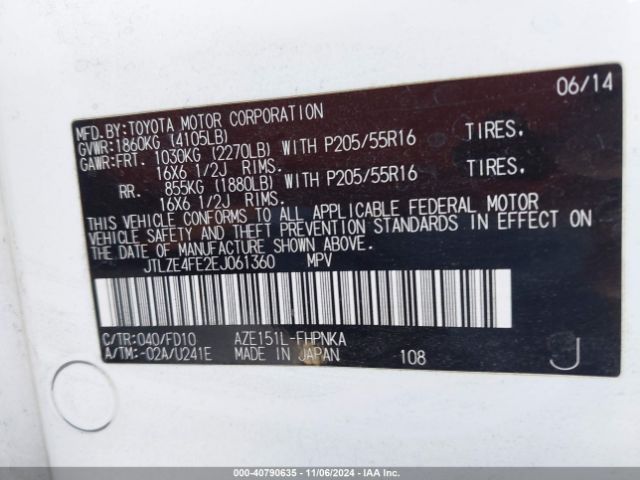 06/14
MFD.BY:TOYOTA MOTOR CORPORATION
GVWR:1860KG (4105LB)
GAWR:FRT. 1030KG (2270LB) WITH P205/55R16 TIRES,
16X6 1/2J RIMS.
RR. 855KG (1880LB) WITH P205/55R16 TIRES,
16X6 1/2J RIMS.
THIS VEHICLE CONFORMS TO ALL APPLICABLE FEDERAL MOTOR
VEHICLE SAFETY AND THEFT PREVENTION STANDARDS IN EFFECT ON
THE DATE OF MANUFACTURE SHOWN ABOVE.
JTLZE4FE2EJ061360 MPV
C/TR:040/FD10 AZE151L-FHPNKA
A/TM:-02A/U241E MADE IN JAPAN 108 J
000-40790635 - 11/06/2024 - IAAI.COM